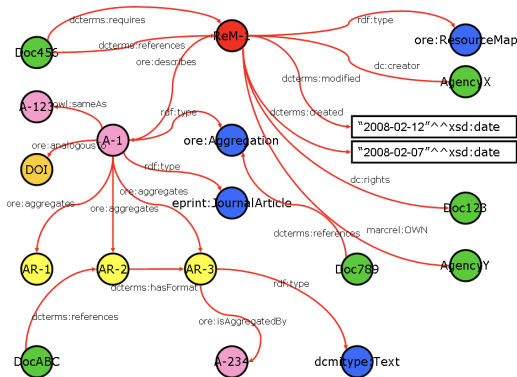 dcterms:requires
rdf:type
Doc456
dcterms:references
ReM-1
ore:ResourceMap
ore:describes
dcterms:modified
dc:creator
AgencyX
A-123
owl:sameAs
rdf:type
dcterms:created
"2008-02-12"^^xsd:date
A-1
ore:Aggregation
ore:analogousTo
"2008-02-07"^^xsd:date
DOI
rdf:type
dc:rights
ore:aggregates
ore:aggregates
ore:aggregates
eprint:JournalArticle
Doc123
dcterms:references
marcrel:OWN
AR-1
AR-2
AR-3
Doc789
AgencyY
dcterms:hasFormat
rdf:type
dcterms:references
ore:isAggregatedBy
DocABC
A-234
dcmitype:Text